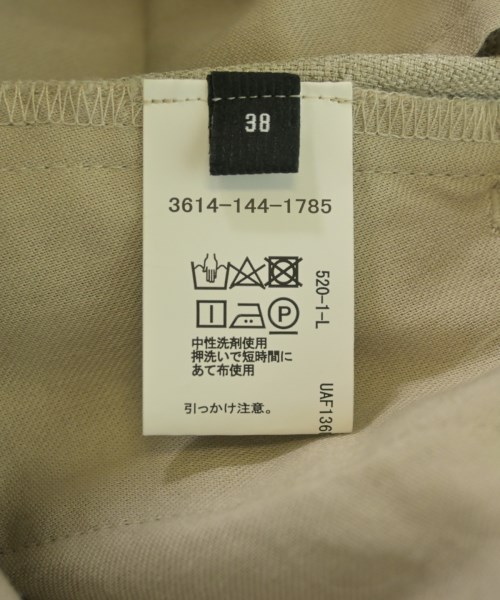 38
3614-144-1785
中性洗剤使用
押洗いで短時間に
あて布使用
引っかけ注意。
520-1-L
UAF136